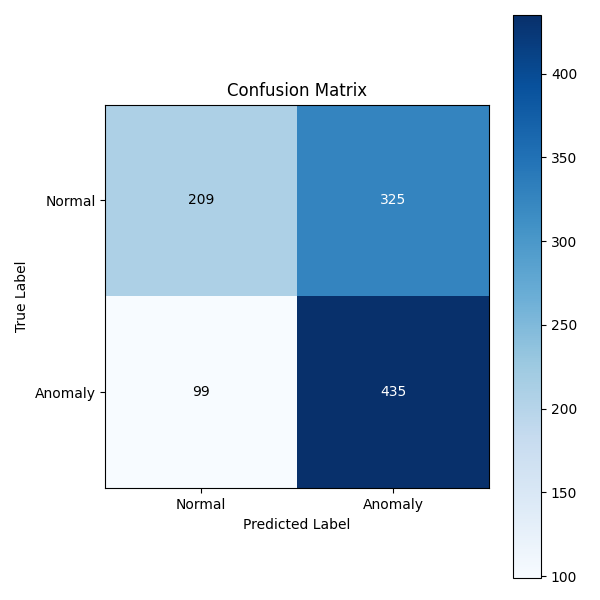 Confusion Matrix
400
350
300
250
200
150
100
True Label
Normal
209
325
Anomaly
99
435
Normal
Anomaly
Predicted Label